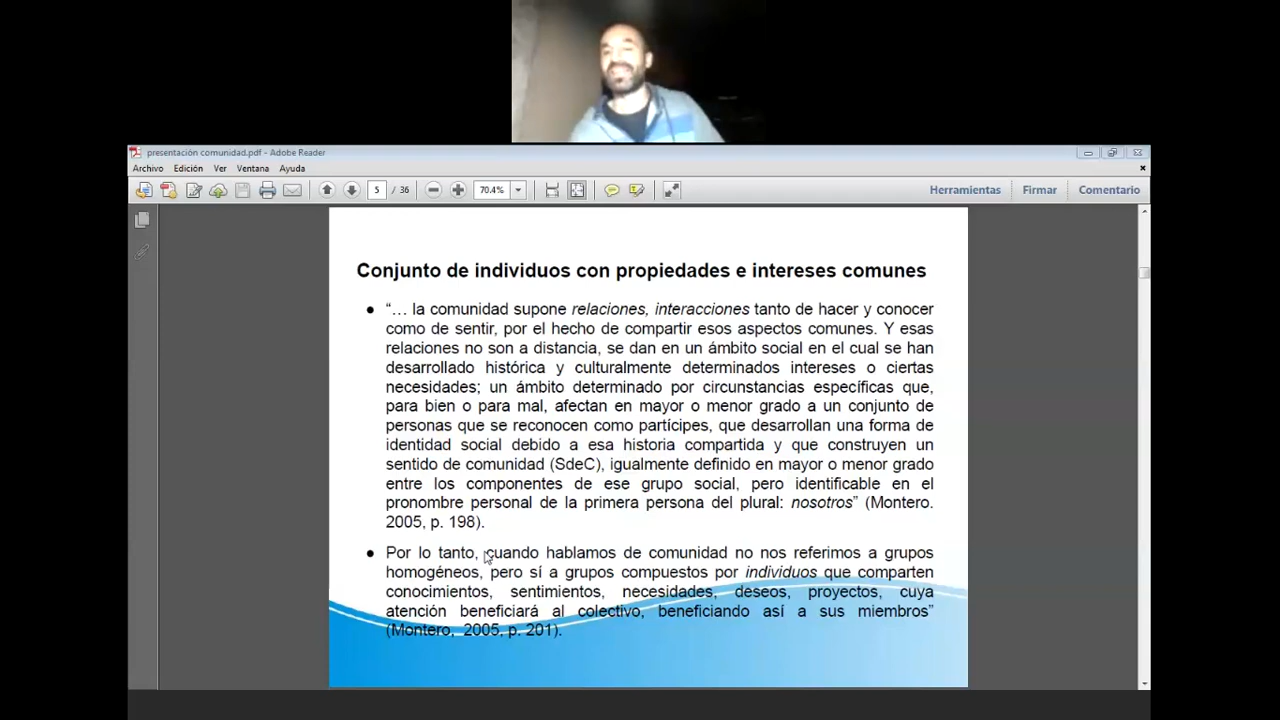 presentación comunidad.pdf - Adobe Reader
Archivo Edición Ver Ventana Ayuda
5 / 36 70.4% Herramientas Firmar Comentario
Conjunto de individuos con propiedades e intereses comunes
● “… la comunidad supone relaciones, interacciones tanto de hacer y conocer
como de sentir, por el hecho de compartir esos aspectos comunes. Y esas
relaciones no son a distancia, se dan en un ámbito social en el cual se han
desarrollado histórica y culturalmente determinados intereses o ciertas
necesidades; un ámbito determinado por circunstancias específicas que,
para bien o para mal, afectan en mayor o menor grado a un conjunto de
personas que se reconocen como partícipes, que desarrollan una forma de
identidad social debido a esa historia compartida y que construyen un
sentido de comunidad (SdeC), igualmente definido en mayor o menor grado
entre los componentes de ese grupo social, pero identificable en el
pronombre personal de la primera persona del plural: nosotros” (Montero.
2005, p. 198).
● Por lo tanto, cuando hablamos de comunidad no nos referimos a grupos
homogéneos, pero sí a grupos compuestos por individuos que comparten
conocimientos, sentimientos, necesidades, deseos, proyectos, cuya
atención beneficiará al colectivo, beneficiando así a sus miembros”
(Montero, 2005, p. 201).